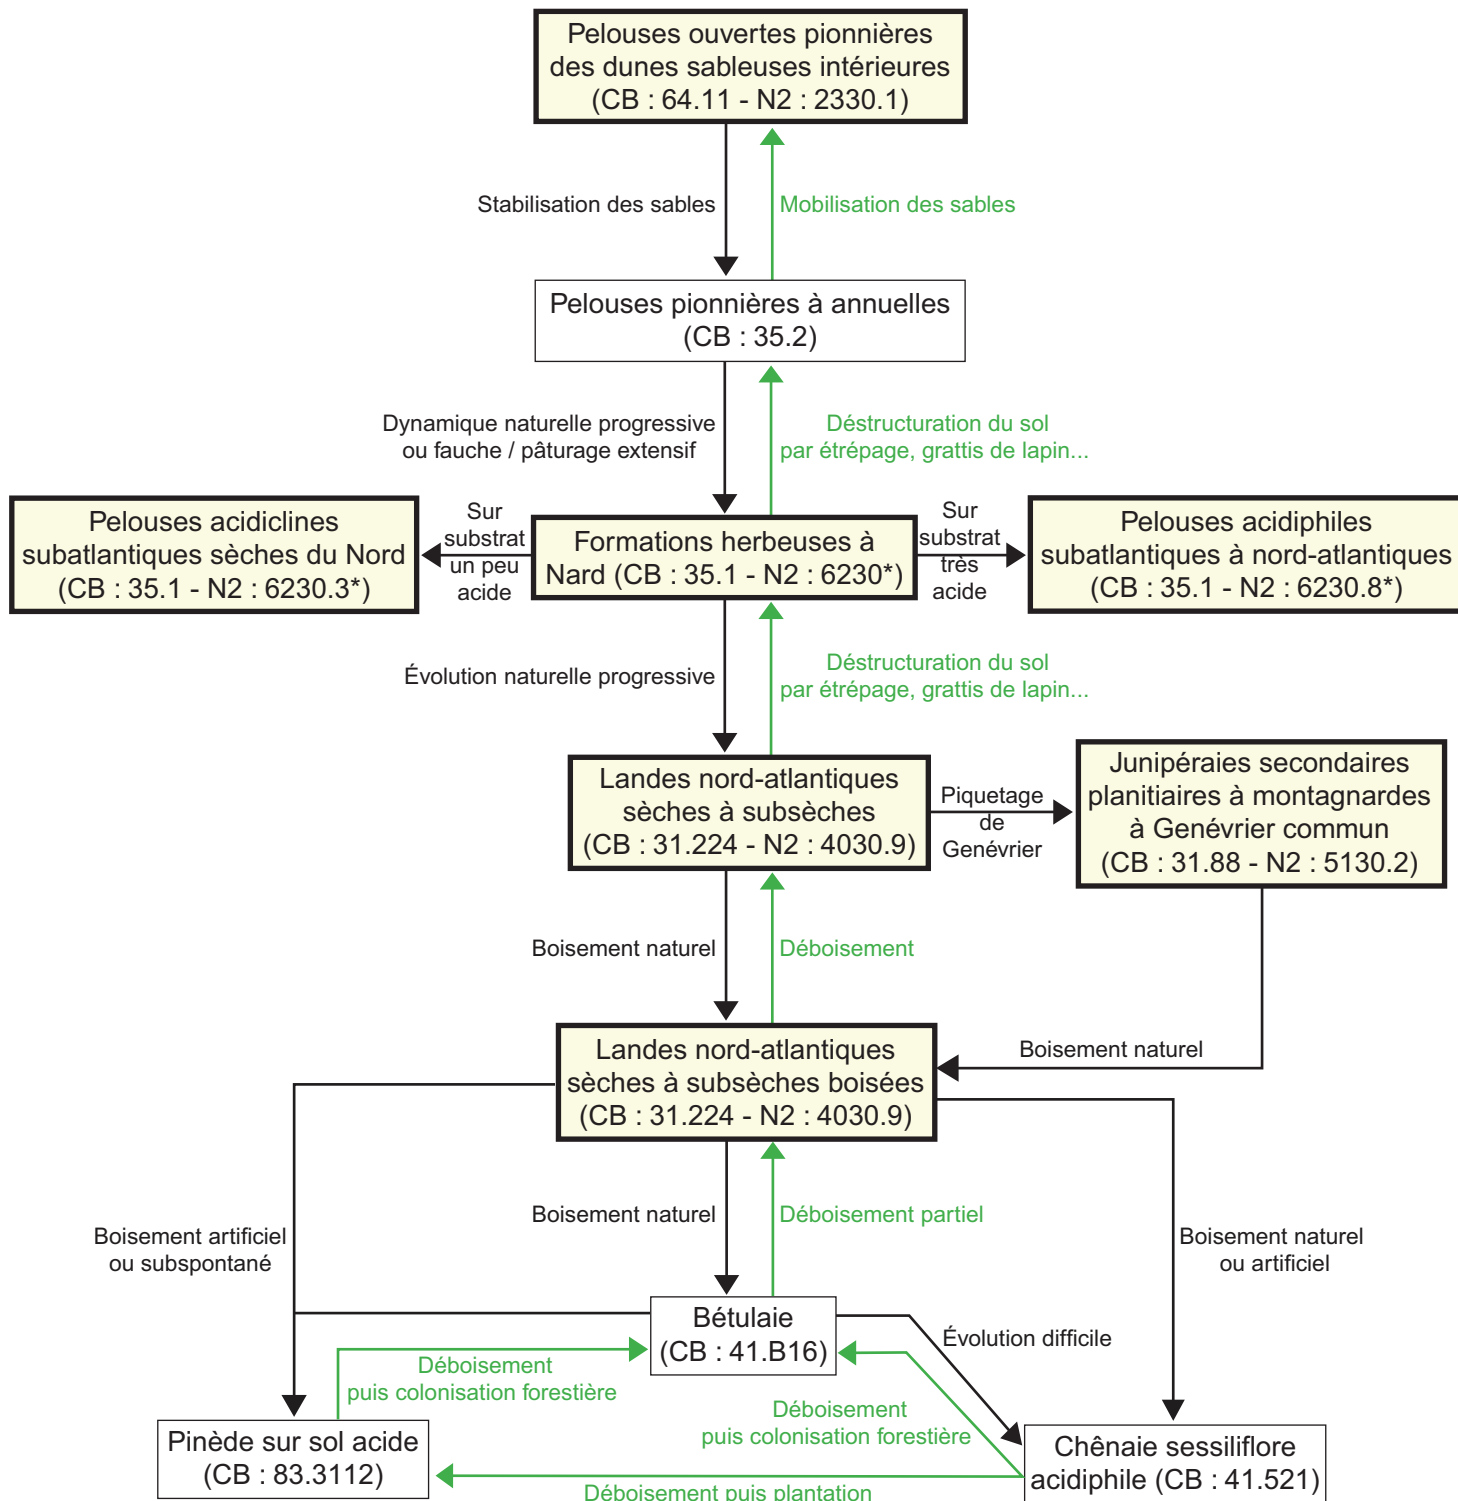 Pelouses ouvertes pionnières
des dunes sableuses intérieures
(CB : 64.11 - N2 : 2330.1)
Stabilisation des sables
Mobilisation des sables
Pelouses pionnières à annuelles
(CB : 35.2)
Dynamique naturelle progressive
ou fauche / pâturage extensif
Déstructuration du sol
par étrépage, grattis de lapin...
Pelouses acidiclines
subatlantiques sèches du Nord
(CB : 35.1 - N2 : 6230.3*)
Sur
substrat
un peu
acide
Formations herbeuses à
Nard (CB : 35.1 - N2 : 6230*)
Sur
substrat
très
acide
Pelouses acidiphiles
subatlantiques à nord-atlantiques
(CB : 35.1 - N2 : 6230.8*)
Évolution naturelle progressive
Déstructuration du sol
par étrépage, grattis de lapin...
Landes nord-atlantiques
sèches à subsèches
(CB : 31.224 - N2 : 4030.9)
Piquetage
de
Genévrier
Junipéraies secondaires
planitiaires à montagnardes
à Genévrier commun
(CB : 31.88 - N2 : 5130.2)
Boisement naturel
Déboisement
Landes nord-atlantiques
sèches à subsèches boisées
(CB : 31.224 - N2 : 4030.9)
Boisement naturel
Boisement artificiel
ou subspontané
Boisement naturel
Déboisement partiel
Boisement naturel
ou artificiel
Bétulaie
(CB : 41.B16)
Évolution difficile
Déboisement
puis colonisation forestière
Déboisement
puis colonisation forestière
Pinède sur sol acide
(CB : 83.3112)
Chênaie sessiliflore
acidiphile (CB : 41.521)
Déboisement puis plantation